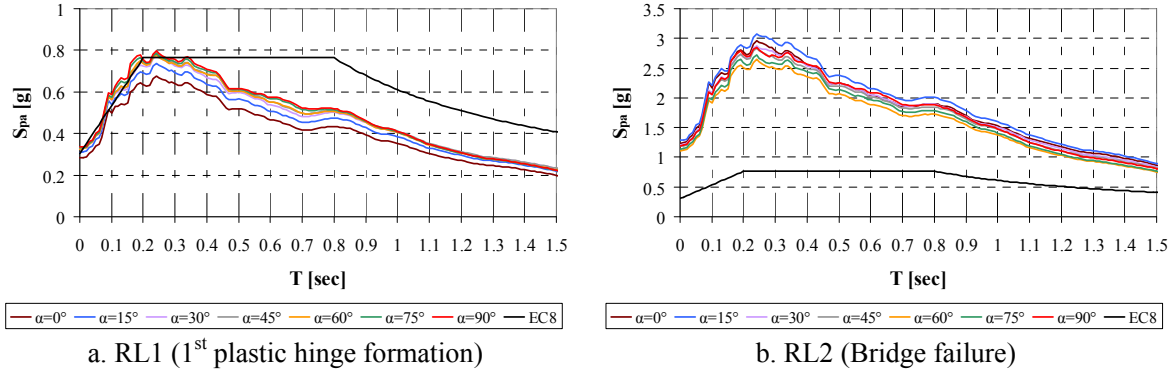 1
0.8
0.6
0.4
0.2
0
Spa [g]
0 0.1 0.2 0.3 0.4 0.5 0.6 0.7 0.8 0.9 1 1.1 1.2 1.3 1.4 1.5
T [sec]
α=0° α=15° α=30° α=45° α=60° α=75° α=90° EC8
a. RL1 (1st plastic hinge formation)
3.5
3
2.5
2
1.5
1
0.5
0
Spa [g]
0 0.1 0.2 0.3 0.4 0.5 0.6 0.7 0.8 0.9 1 1.1 1.2 1.3 1.4 1.5
T [sec]
α=0° α=15° α=30° α=45° α=60° α=75° α=90° EC8
b. RL2 (Bridge failure)